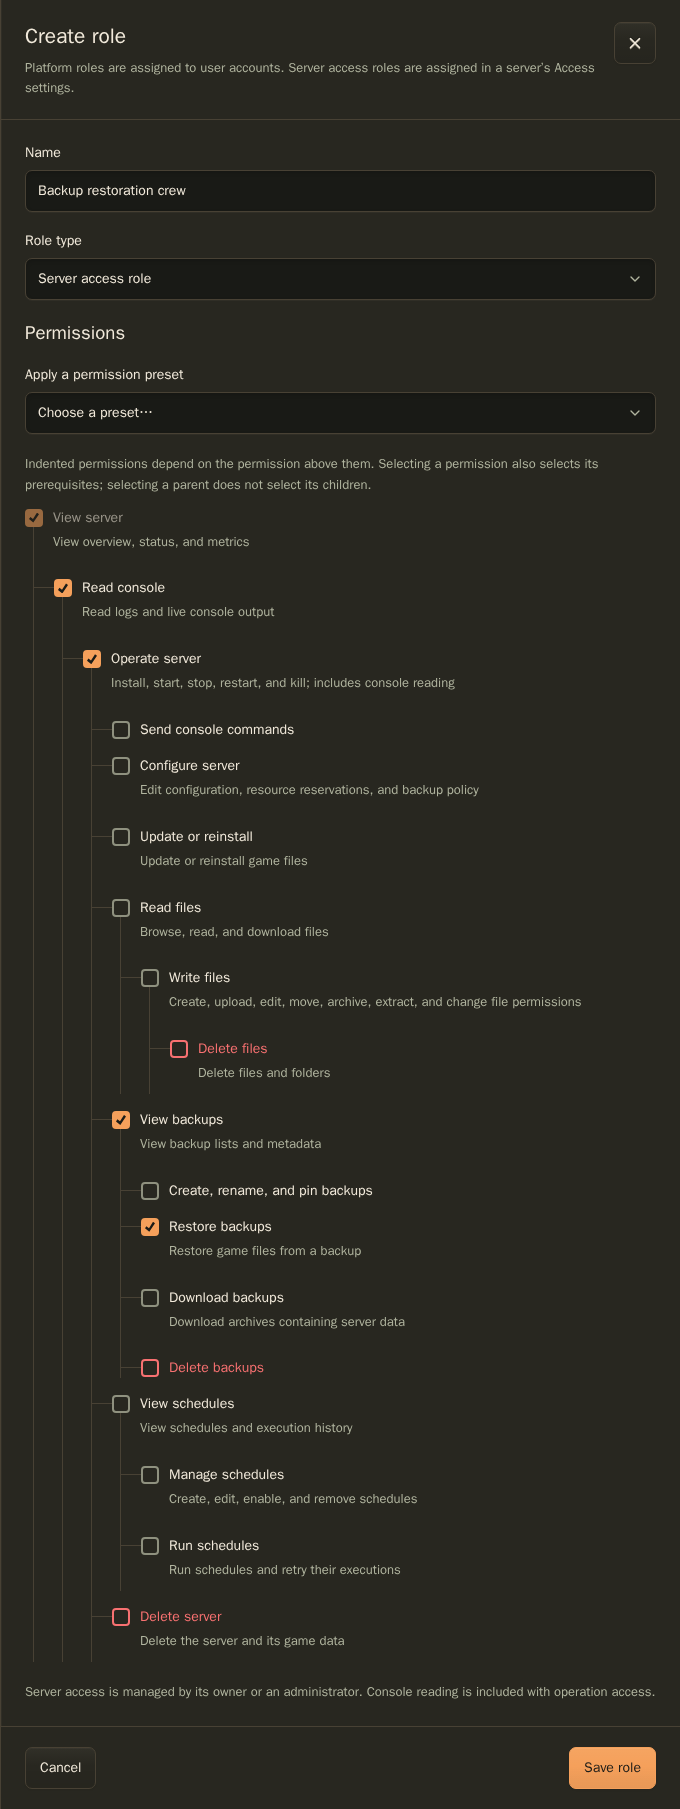 Create role
Platform roles are assigned to user accounts. Server access roles are assigned in a server's Access
settings.
Name
Backup restoration crew
Role type
Server access role
Permissions
Apply a permission preset
Choose a preset···
Indented permissions depend on the permission above them. Selecting a permission also selects its
prerequisites; selecting a parent does not select its children.
View server
View overview, status, and metrics
Read console
Read logs and live console output
Operate server
Install, start, stop, restart, and kill; includes console reading
Send console commands
Configure server
Edit configuration, resource reservations, and backup policy
Update or reinstall
Update or reinstall game files
Read files
Browse, read, and download files
Write files
Create, upload, edit, move, archive, extract, and change file permissions
Delete files
Delete files and folders
View backups
View backup lists and metadata
Create, rename, and pin backups
Restore backups
Restore game files from a backup
Download backups
Download archives containing server data
Delete backups
View schedules
View schedules and execution history
Manage schedules
Create, edit, enable, and remove schedules
Run schedules
Run schedules and retry their executions
Delete server
Delete the server and its game data
Server access is managed by its owner or an administrator. Console reading is included with operation access.
Cancel
Save role